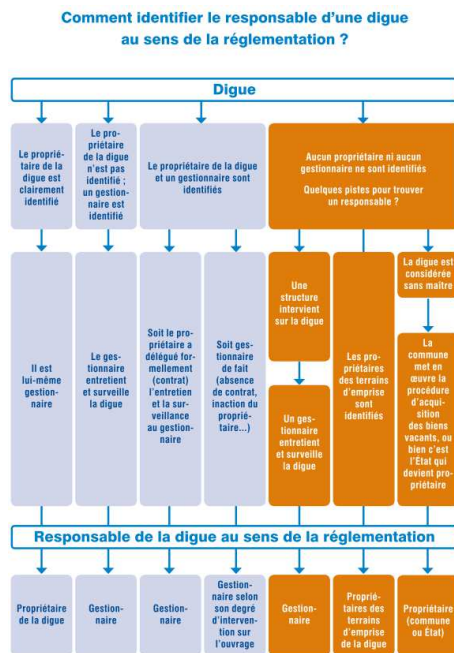 Comment identifier le responsable d'une digue
au sens de la réglementation ?
Digue
Le proprié-
taire de la
digue est
clairement
identifié
Le pro-
priétaire
de la digue
n'est pas
identifié ;
un gestion-
naire est
identifié
Le propriétaire de la digue
et un gestionnaire sont
identifiés
Aucun propriétaire ni aucun
gestionnaire ne sont identifiés
Quelques pistes pour trouver
un responsable ?
Il est
lui-même
gestion-
naire
Le ges-
tionnaire
entretient
et surveille
la digue
Soit le pro-
priétaire a
délégué for-
mellement
(contrat)
l'entretien
et la sur-
veillance
au gestion-
naire
Soit
gestionnaire
de fait
(absence
de contrat,
inaction du
proprié-
taire...)
Une
structure
intervient
sur la digue
Un ges-
tionnaire
entretient
et surveille
la digue
Les pro-
priétaires
des terrains
d'emprise
sont
identifiés
La digue est
considérée
sans maître
La
commune
met en
œuvre la
procédure
d'acqui-
sition
des biens
vacants, ou
bien c'est
l'État qui
devient pro-
priétaire
Responsable de la digue au sens de la réglementation
Propriétaire
de la digue
Gestion-
naire
Gestion-
naire
Gestion-
naire selon
son degré
d'interven-
tion sur
l'ouvrage
Gestion-
naire
Proprié-
taires des
terrains
d'emprise
de la digue
Propriétaire
(commune
ou État)